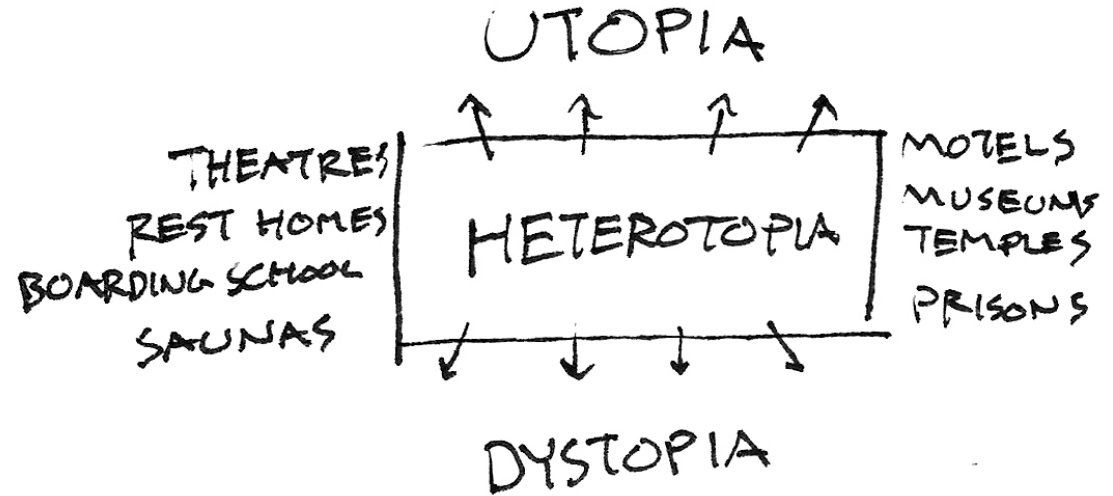 UTOPIA
THEATRES
REST HOMES
BOARDING SCHOOL
SAUNAS
HETEROTOPIA
MOTELS
MUSEUMS
TEMPLES
PRISONS
DYSTOPIA